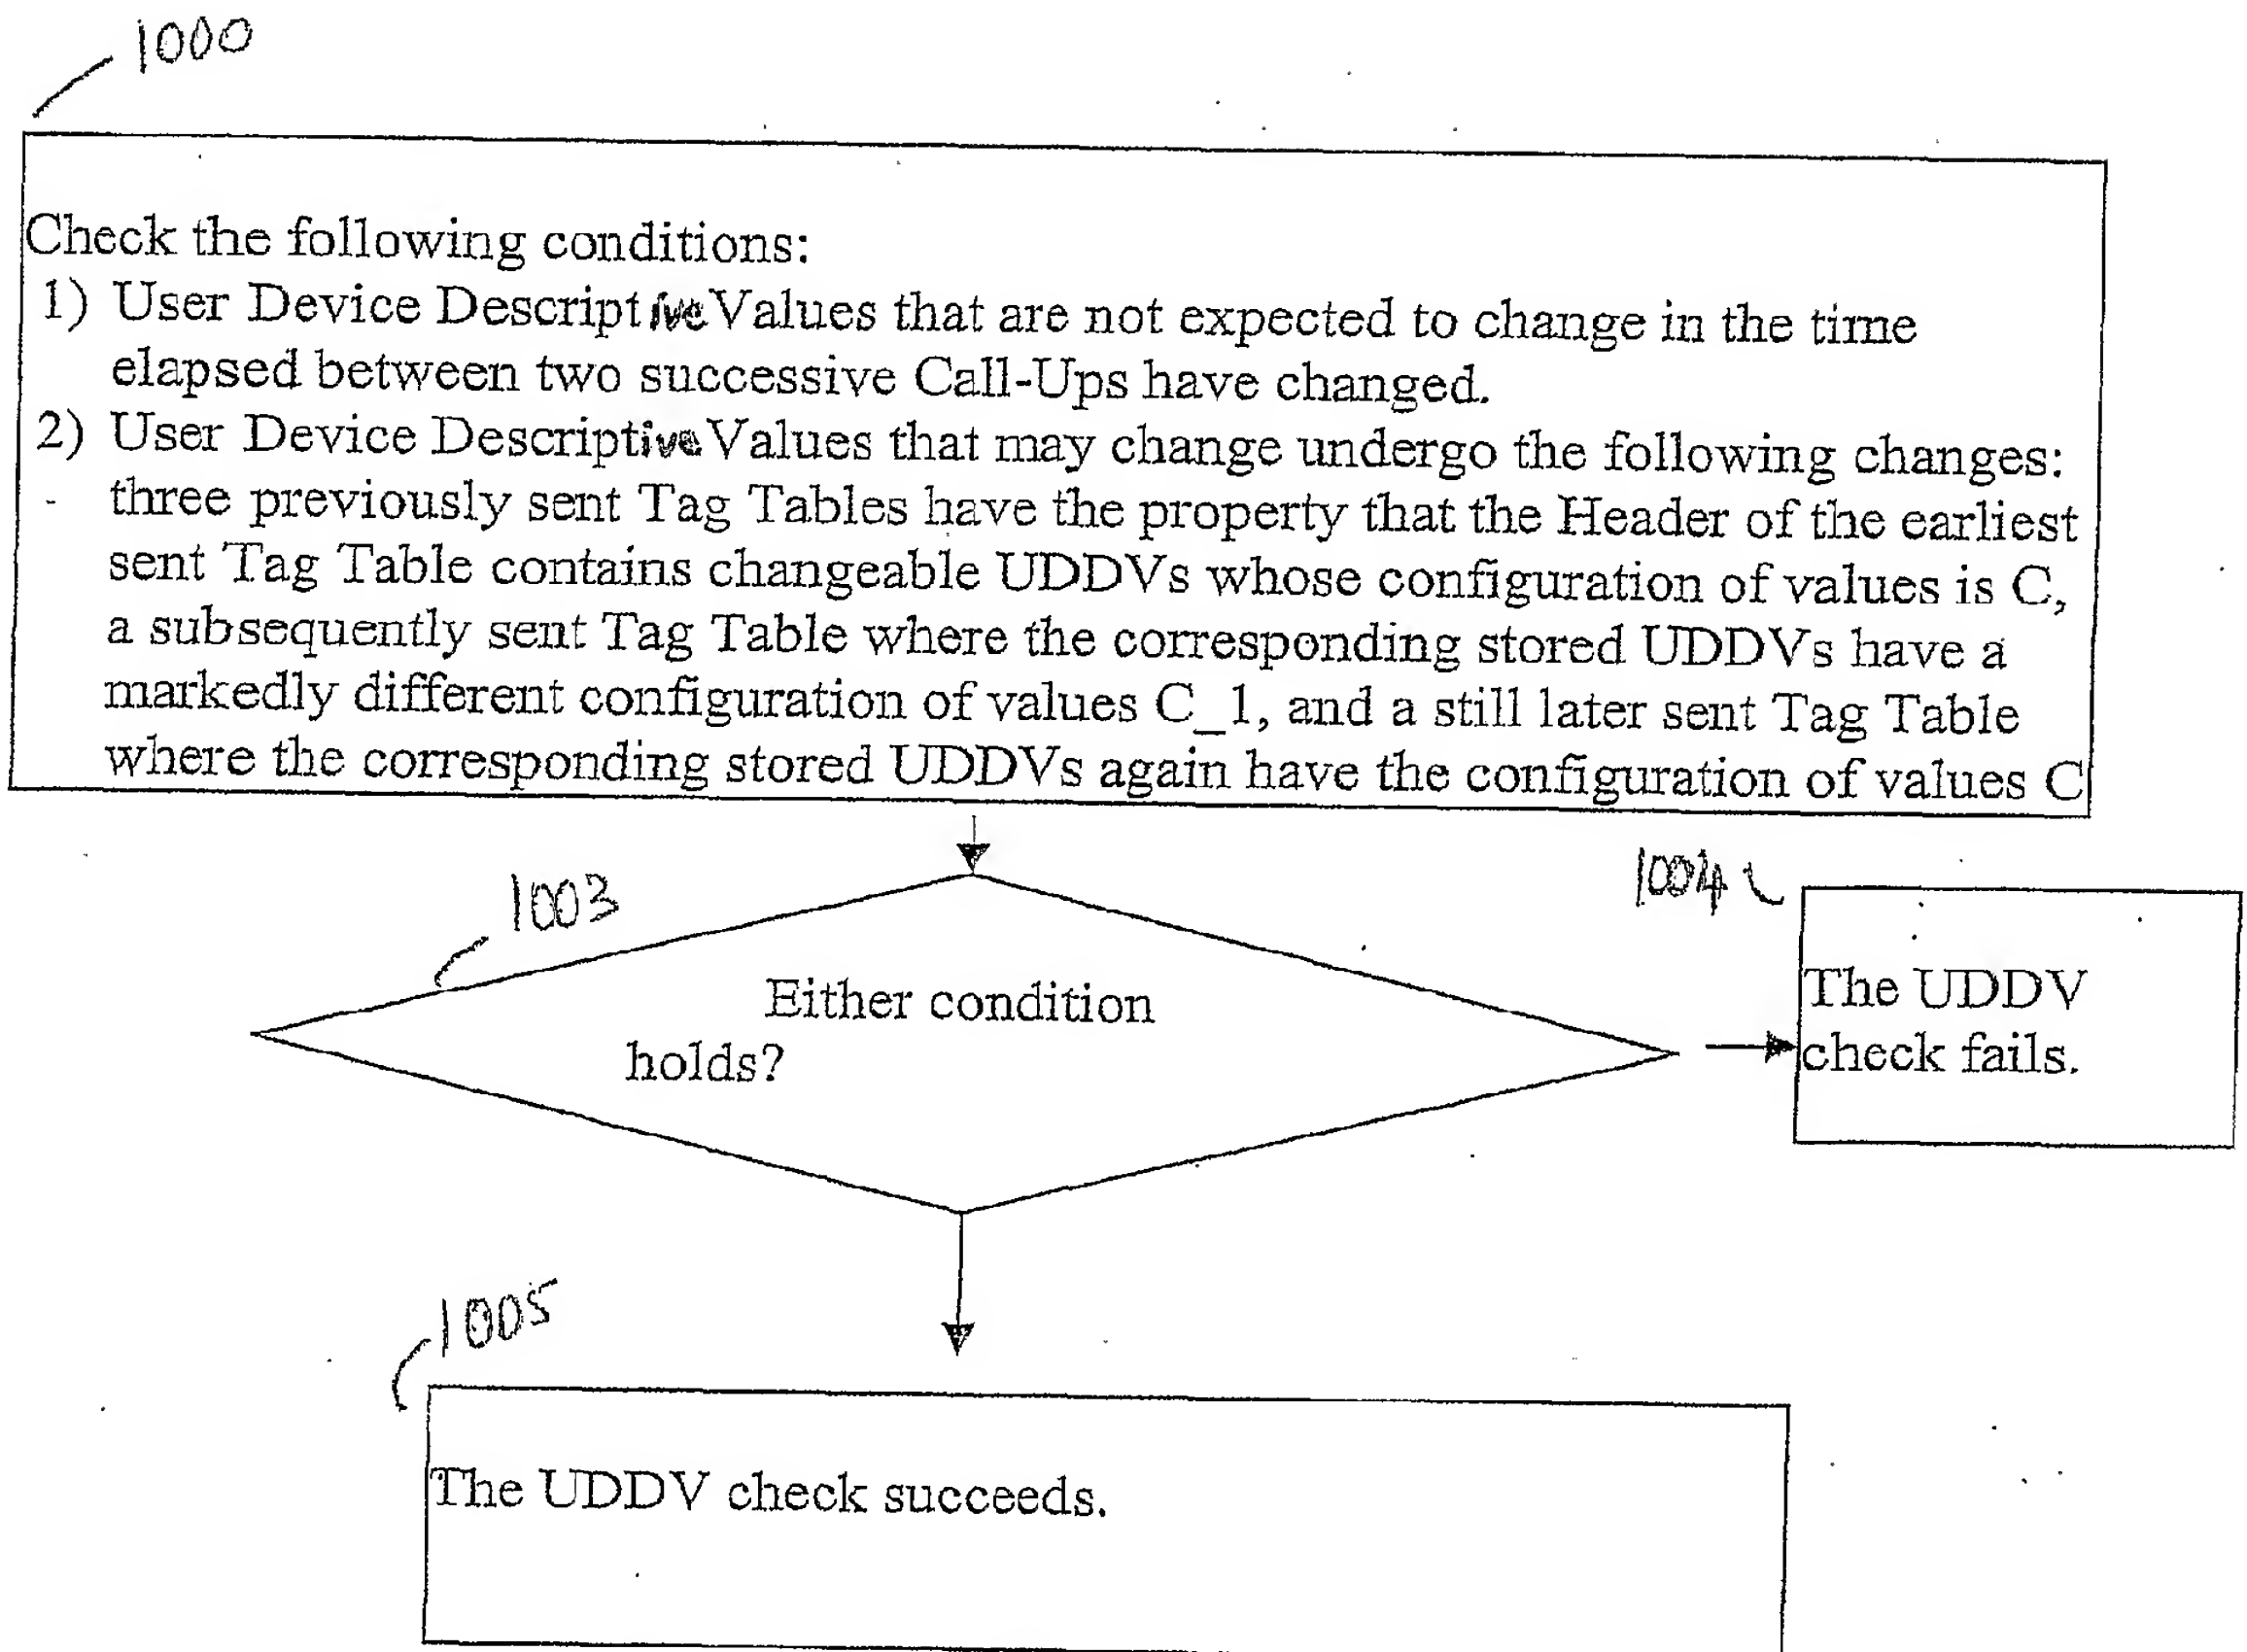 1000
Check the following conditions:
1) User Device Descriptive Values that are not expected to change in the time
elapsed between two successive Call-Ups have changed.
2) User Device Descriptive Values that may change undergo the following changes:
three previously sent Tag Tables have the property that the Header of the earliest
sent Tag Table contains changeable UDDVs whose configuration of values is C,
a subsequently sent Tag Table where the corresponding stored UDDVs have a
markedly different configuration of values C_1, and a still later sent Tag Table
where the corresponding stored UDDVs again have the configuration of values C
1003
Either condition
holds?
1004
The UDDV
check fails.
1005
The UDDV check succeeds.